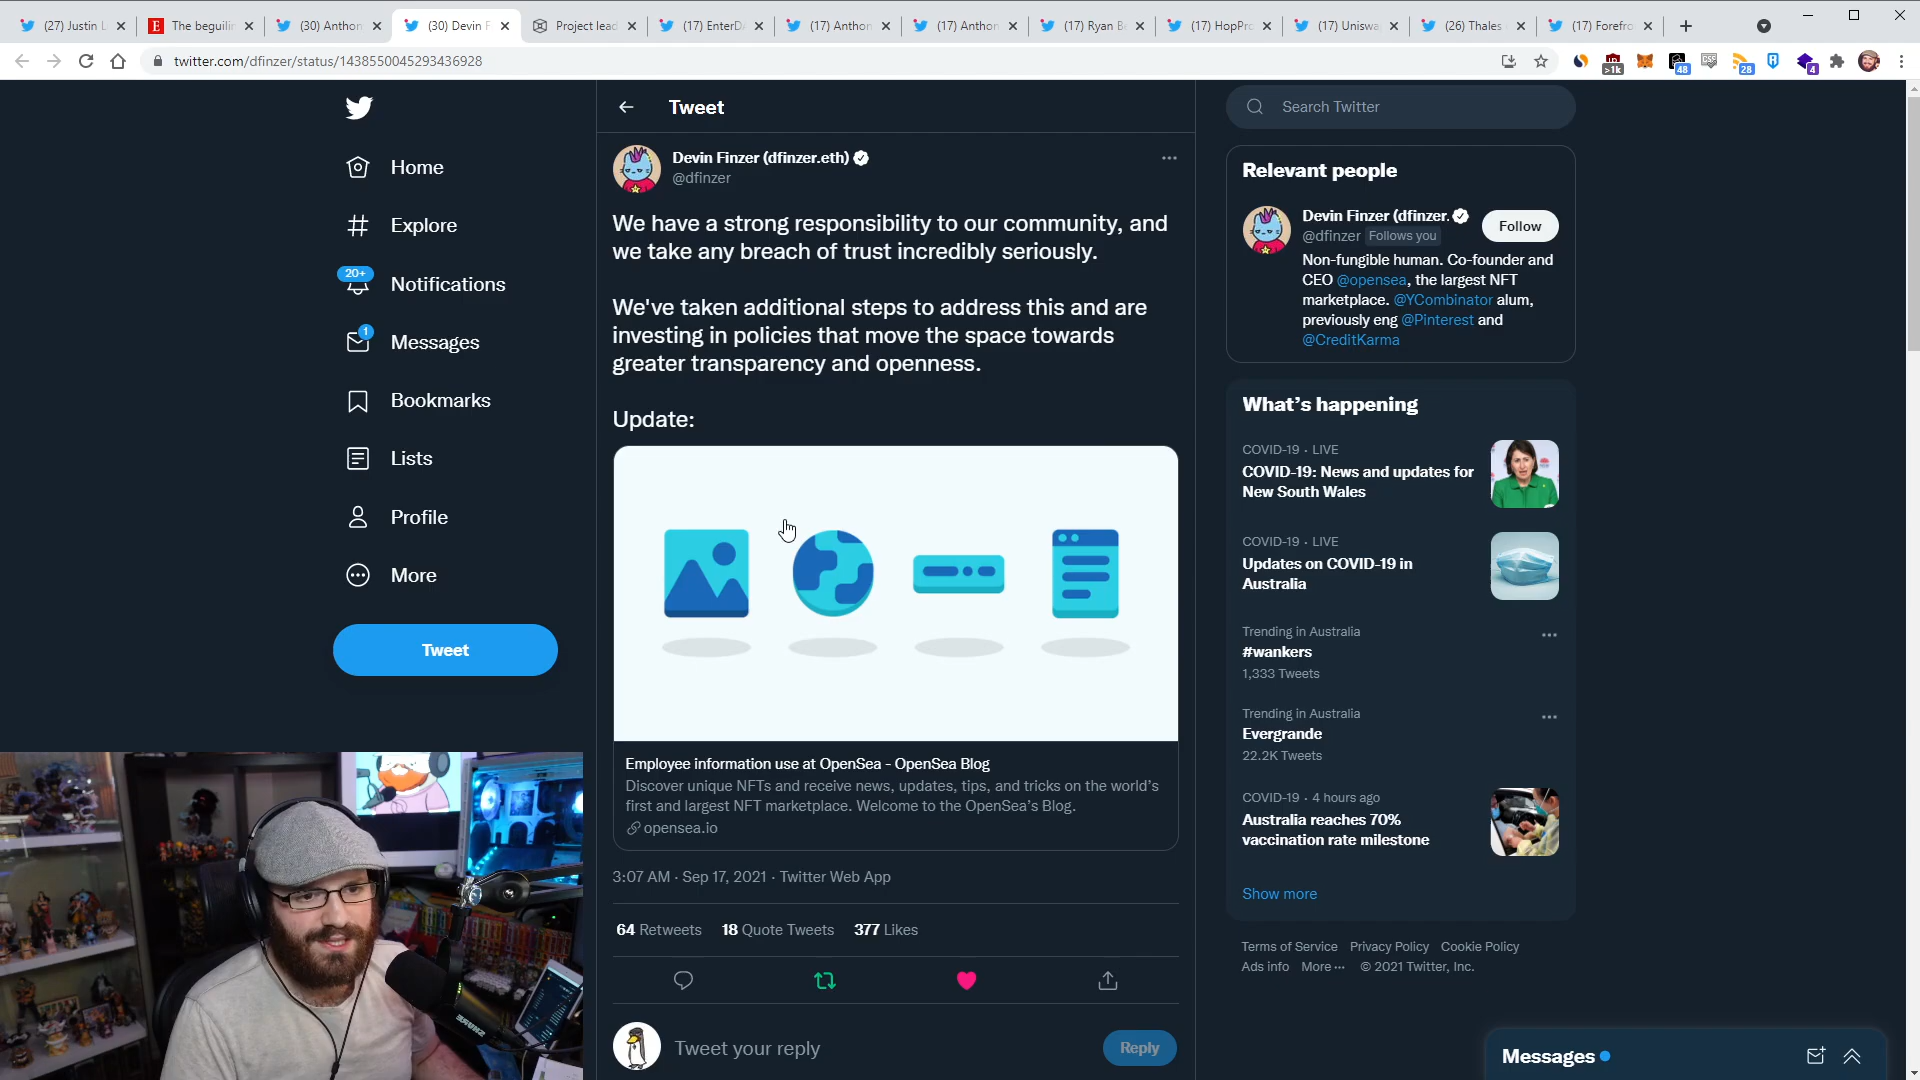 (27) Justin L
The beguilin
(30) Anthon
(30) Devin F
Project lead
(17) EnterDA
(17) Anthon
(17) Anthon
(17) Ryan Be
(17) HopPro
(17) Uniswa
(26) Thales
(17) Forefro
twitter.com/dfinzer/status/1438550045293436928
>1k
48
28
4
Home
Explore
20+
Notifications
1
Messages
Bookmarks
Lists
Profile
More
Tweet
Tweet
Devin Finzer (dfinzer.eth)
@dfinzer
We have a strong responsibility to our community, and
we take any breach of trust incredibly seriously.
We've taken additional steps to address this and are
investing in policies that move the space towards
greater transparency and openness.
Update:
Employee information use at OpenSea - OpenSea Blog
Discover unique NFTs and receive news, updates, tips, and tricks on the world's
first and largest NFT marketplace. Welcome to the OpenSea's Blog.
opensea.io
3:07 AM · Sep 17, 2021 · Twitter Web App
64 Retweets 18 Quote Tweets 377 Likes
Tweet your reply
Reply
Search Twitter
Relevant people
Devin Finzer (dfinzer.
@dfinzer Follows you
Follow
Non-fungible human. Co-founder and
CEO @opensea, the largest NFT
marketplace. @YCombinator alum,
previously eng @Pinterest and
@CreditKarma
What's happening
COVID-19 · LIVE
COVID-19: News and updates for
New South Wales
COVID-19 · LIVE
Updates on COVID-19 in
Australia
Trending in Australia
#wankers
1,333 Tweets
Trending in Australia
Evergrande
22.2K Tweets
COVID-19 · 4 hours ago
Australia reaches 70%
vaccination rate milestone
Show more
Terms of Service Privacy Policy Cookie Policy
Ads info More ··· © 2021 Twitter, Inc.
Messages
SHURE